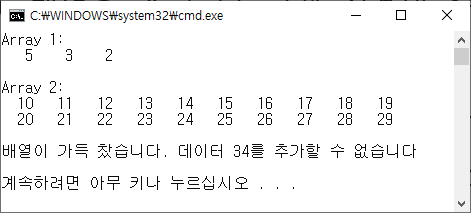 C:₩WINDOWS₩system32₩cmd.exe
Array 1:
5 3 2
Array 2:
10 11 12 13 14 15 16 17 18 19
20 21 22 23 24 25 26 27 28 29
배열이 가득 찼습니다. 데이터 34를 추가할 수 없습니다
계속하려면 아무 키나 누르십시오 . . .